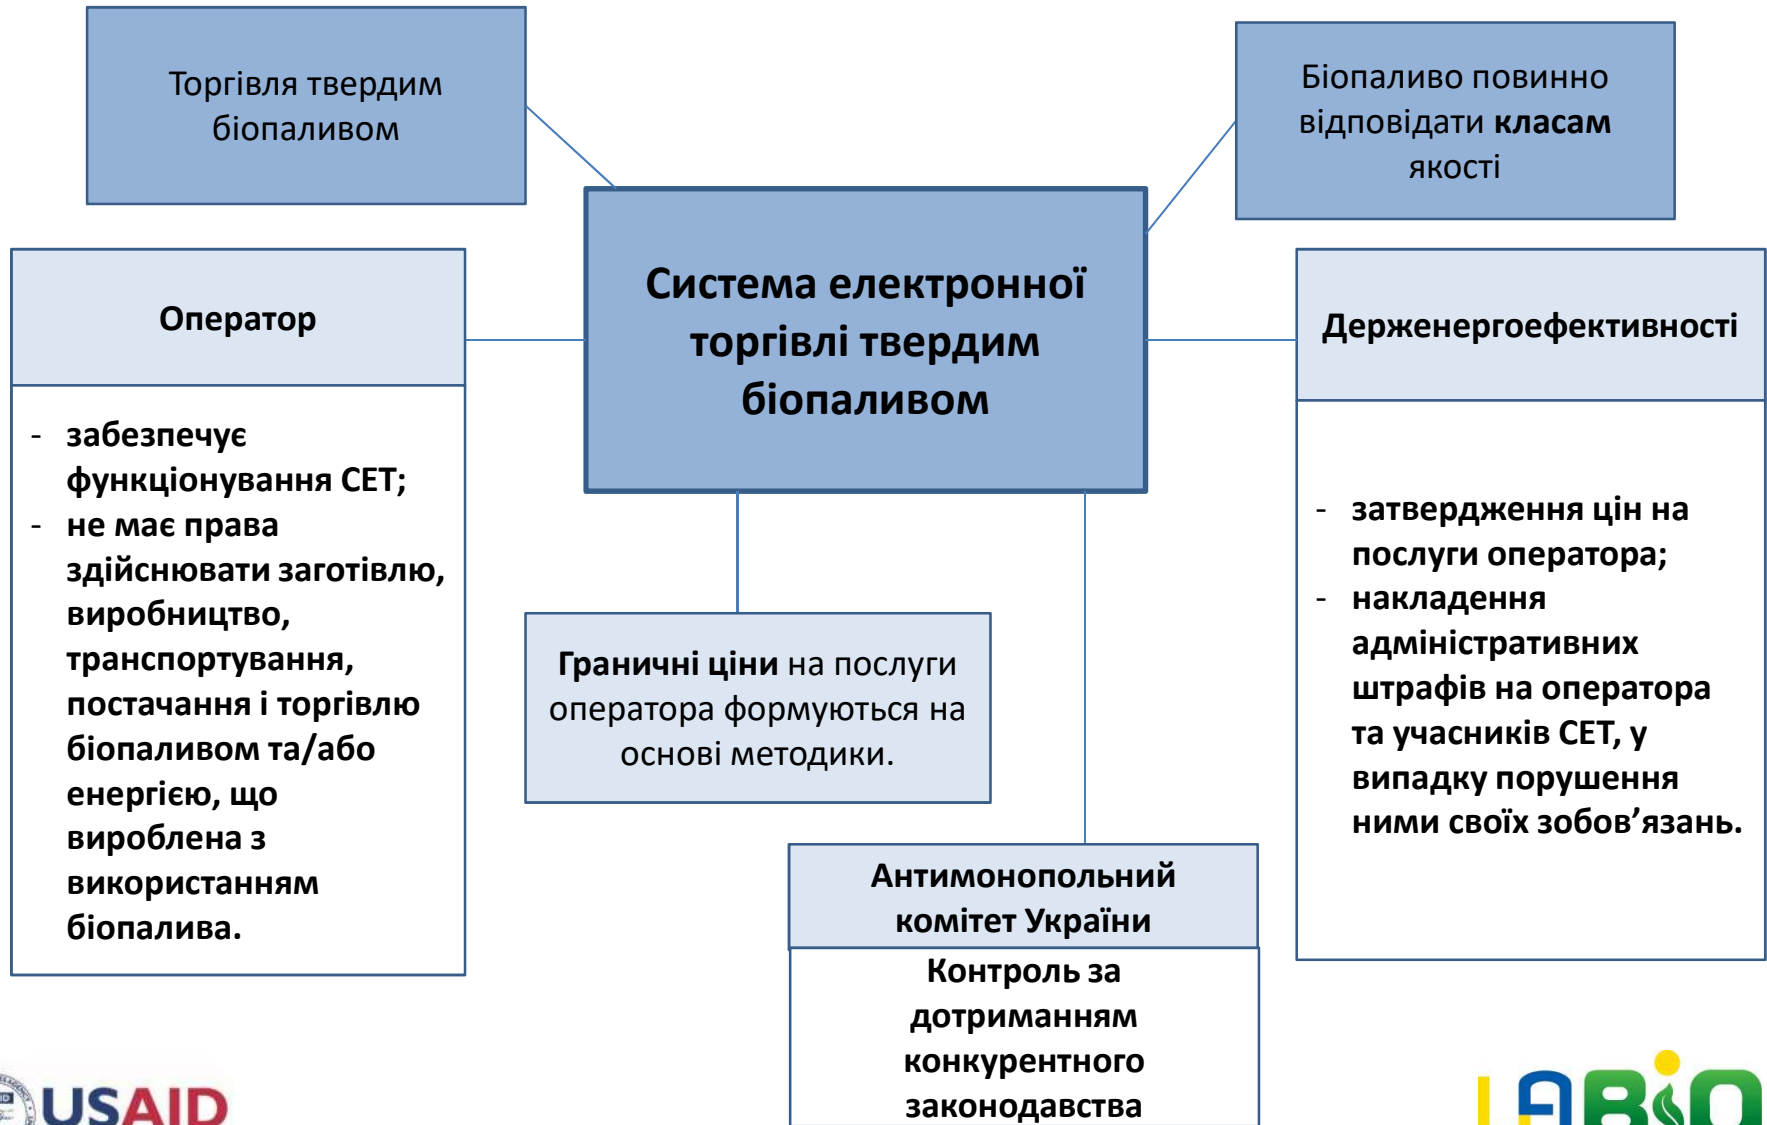 Торгівля твердим
біопаливом
Біопаливо повинно
відповідати класам
якості
Система електронної
торгівлі твердим
біопаливом
Оператор
- забезпечує
функціонування СЕТ;
- не має права
здійснювати заготівлю,
виробництво,
транспортування,
постачання і торгівлю
біопаливом та/або
енергією, що
вироблена з
використанням
біопалива.
Держенергоефективності
- затвердження цін на
послуги оператора;
- накладення
адміністративних
штрафів на оператора
та учасників СЕТ, у
випадку порушення
ними своїх зобов’язань.
Граничні ціни на послуги
оператора формуються на
основі методики.
Антимонопольний
комітет України
Контроль за
дотриманням
конкурентного
законодавства
USAID